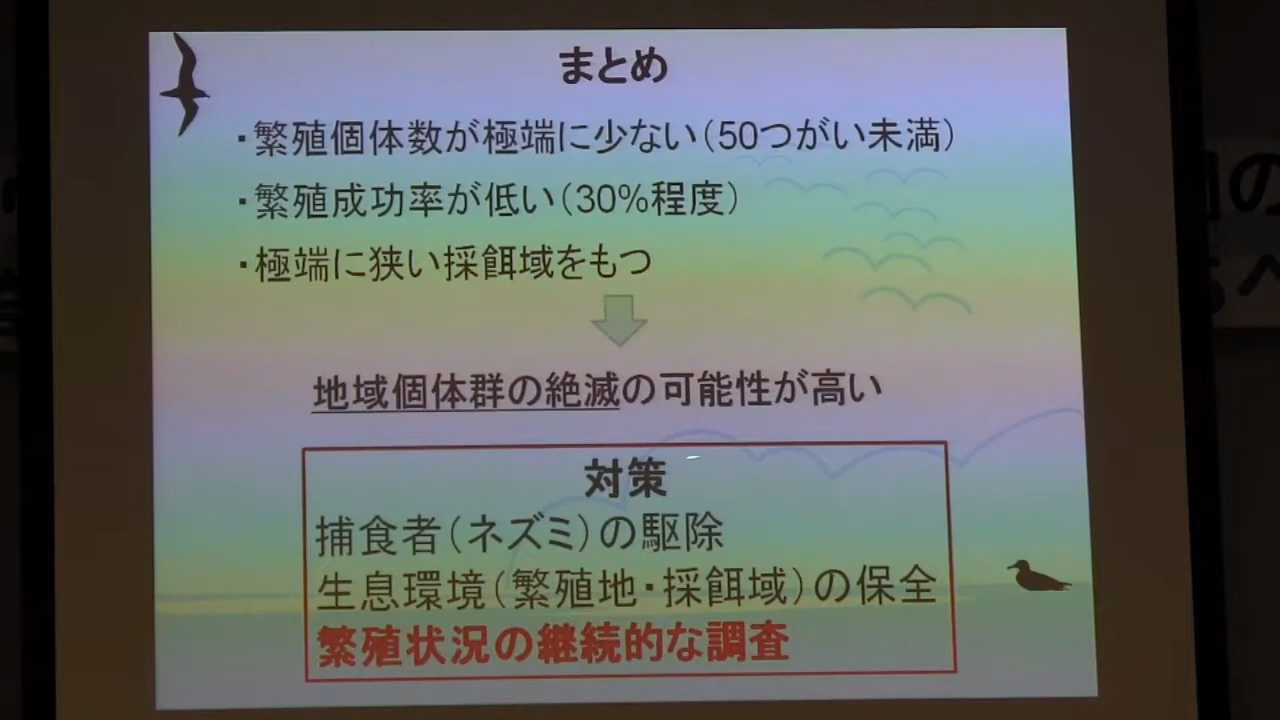 まとめ
・繁殖個体数が極端に少ない（50つがい未満）
・繁殖成功率が低い（30%程度）
・極端に狭い採餌域をもつ
地域個体群の絶滅の可能性が高い
対策
捕食者（ネズミ）の駆除
生息環境（繁殖地・採餌域）の保全
繁殖状況の継続的な調査